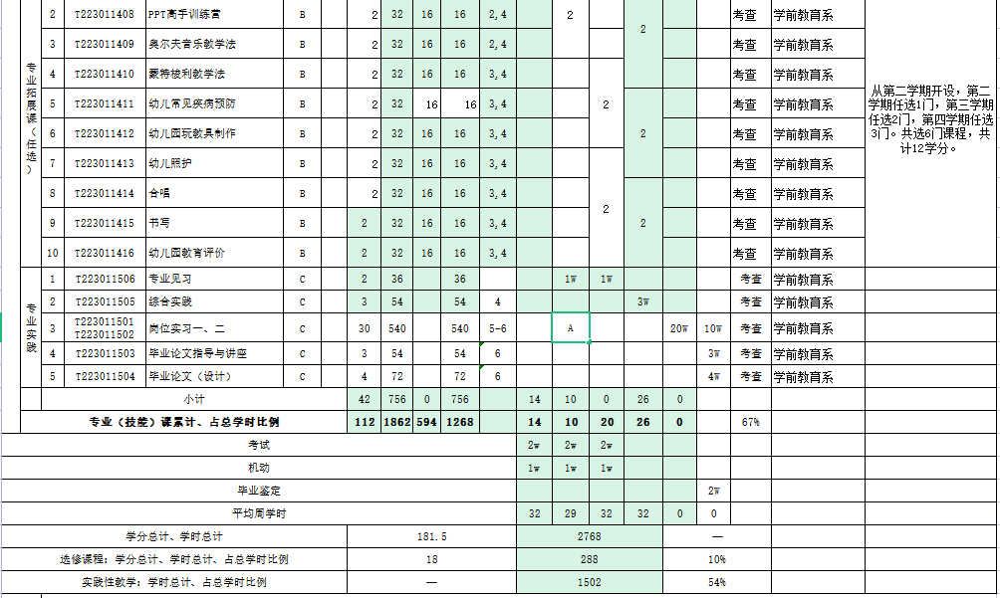 2 T223011408 PPT高手训练营 B 2 32 16 16 2,4 2 2 考查 学前教育系
3 T223011409 奥尔夫音乐教学法 B 2 32 16 16 2,4 考查 学前教育系
4 T223011410 蒙特梭利教学法 B 2 32 16 16 3,4 考查 学前教育系
专业拓展课（任选）
5 T223011411 幼儿常见疾病预防 B 2 32 16 16 3,4 2 2 考查 学前教育系
6 T223011412 幼儿园玩教具制作 B 2 32 16 16 3,4 考查 学前教育系
7 T223011413 幼儿照护 B 2 32 16 16 3,4 考查 学前教育系
从第二学期开设，第二
学期任选1门，第三学期
任选2门，第四学期任选
3门。共选6门课程，共
计12学分。
8 T223011414 合唱 B 2 32 16 16 3,4 2 2 考查 学前教育系
9 T223011415 书写 B 2 32 16 16 3,4 考查 学前教育系
10 T223011416 幼儿园教育评价 B 2 32 16 16 3,4 考查 学前教育系
专业实践
1 T223011506 专业见习 C 2 36 36 1W 1W 考查 学前教育系
2 T223011505 综合实践 C 3 54 54 4 3W 考查 学前教育系
3 T223011501 T223011502 岗位实习一、二 C 30 540 540 5-6 A 20W 10W 考查 学前教育系
4 T223011503 毕业论文指导与讲座 C 3 54 54 6 3W 考查 学前教育系
5 T223011504 毕业论文（设计） C 4 72 72 6 4W 考查 学前教育系
小计 42 756 0 756 14 10 0 26 0
专业（技能）课累计、占总学时比例 112 1862 594 1268 14 10 20 26 0 67%
考试 2w 2w 2w
机动 1w 1w 1w
毕业鉴定 2W
平均周学时 32 29 32 32 0 0
学分总计、学时总计 181.5 2768 —
选修课程：学分总计、学时总计、占总学时比例 18 288 10%
实践性教学：学时总计、占总学时比例 — 1502 54%